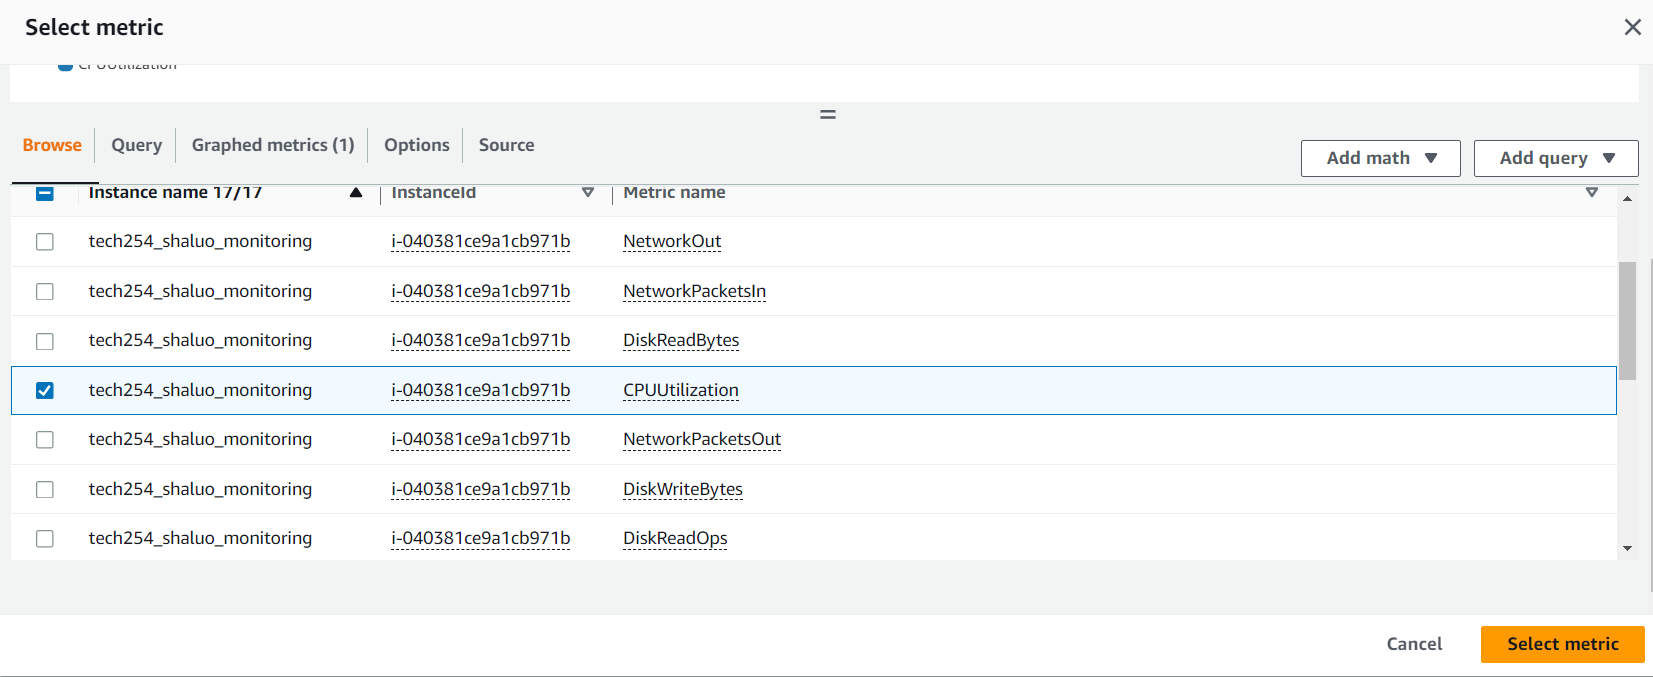 Select metric
CPUUtilization
Browse Query Graphed metrics (1) Options Source
Add math Add query
Instance name 17/17 InstanceId Metric name
tech254_shaluo_monitoring i-040381ce9a1cb971b NetworkOut
tech254_shaluo_monitoring i-040381ce9a1cb971b NetworkPacketsIn
tech254_shaluo_monitoring i-040381ce9a1cb971b DiskReadBytes
tech254_shaluo_monitoring i-040381ce9a1cb971b CPUUtilization
tech254_shaluo_monitoring i-040381ce9a1cb971b NetworkPacketsOut
tech254_shaluo_monitoring i-040381ce9a1cb971b DiskWriteBytes
tech254_shaluo_monitoring i-040381ce9a1cb971b DiskReadOps
Cancel Select metric